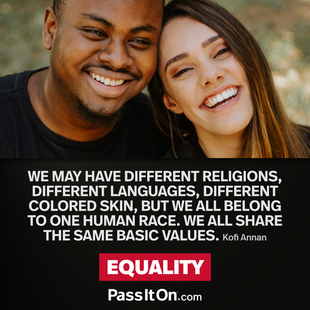 WE MAY HAVE DIFFERENT RELIGIONS,
DIFFERENT LANGUAGES, DIFFERENT
COLORED SKIN, BUT WE ALL BELONG
TO ONE HUMAN RACE. WE ALL SHARE
THE SAME BASIC VALUES. Kofi Annan
EQUALITY
PassItOn.com